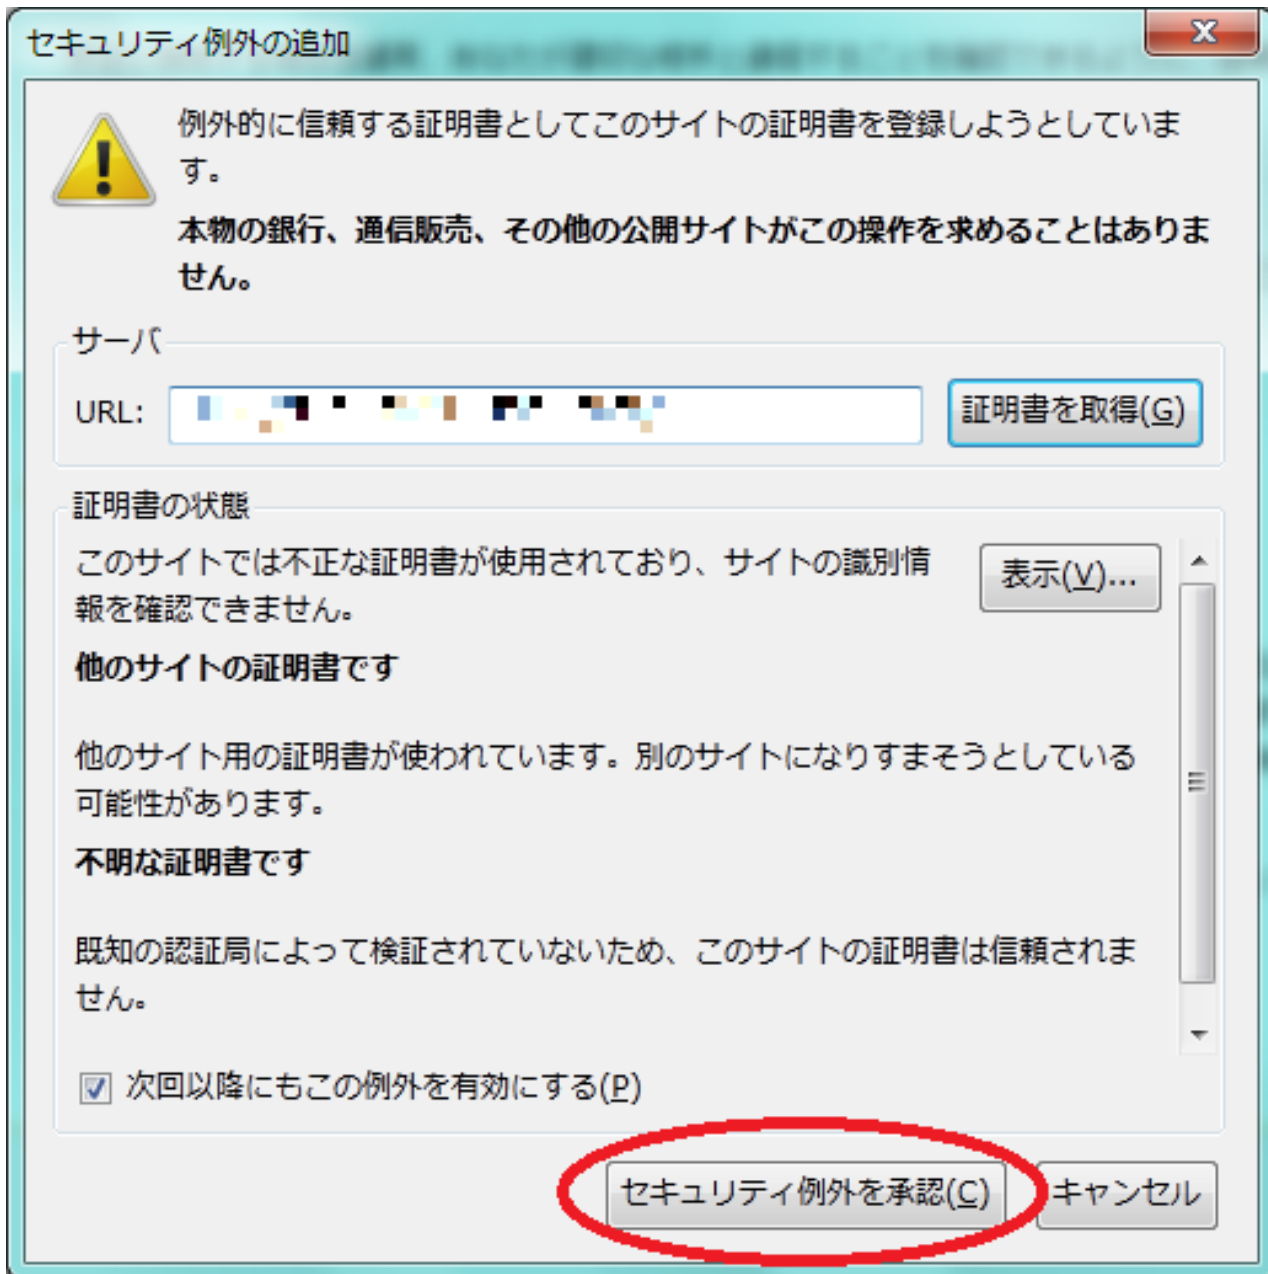 セキュリティ例外の追加
例外的に信頼する証明書としてこのサイトの証明書を登録しようとしていま
す。
本物の銀行、通信販売、その他の公開サイトがこの操作を求めることはありま
せん。
サーバ
URL:
証明書を取得(G)
証明書の状態
このサイトでは不正な証明書が使用されており、サイトの識別情
報を確認できません。
表示(V)...
他のサイトの証明書です
他のサイト用の証明書が使われています。別のサイトになりすまそうとしている
可能性があります。
不明な証明書です
既知の認証局によって検証されていないため、このサイトの証明書は信頼されま
せん。
次回以降にもこの例外を有効にする(P)
セキュリティ例外を承認(C)
キャンセル